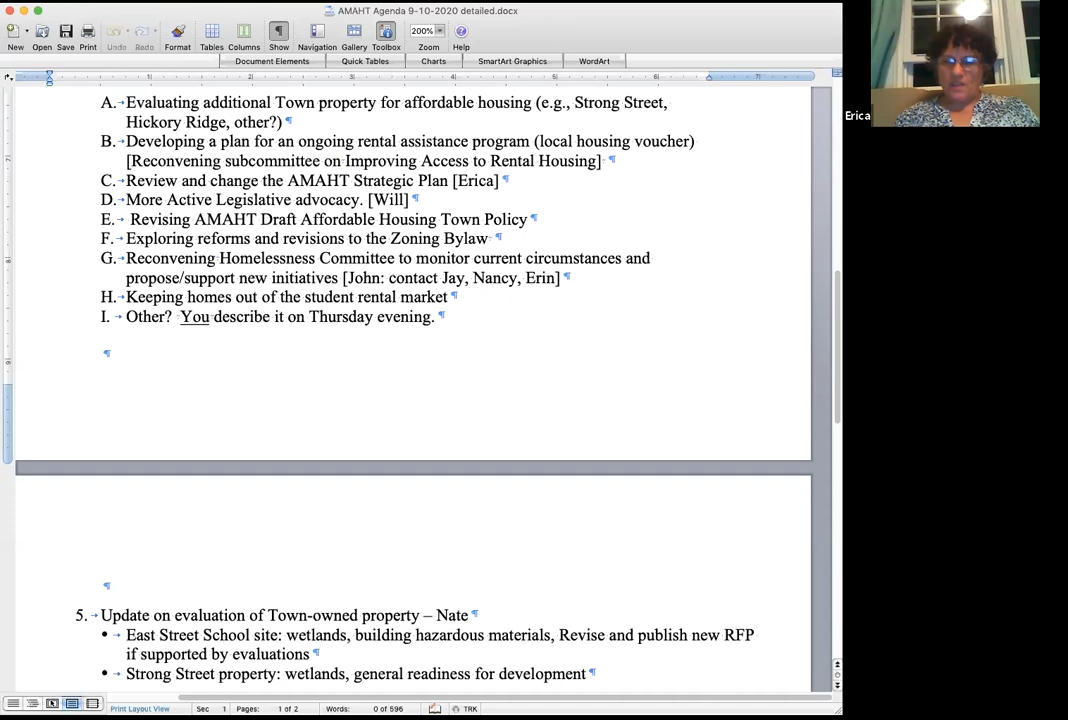 AMAHT Agenda 9-10-2020 detailed.docx
200%
New Open Save Print Undo Redo Format Tables Columns Show Navigation Gallery Toolbox Zoom Help
Document Elements Quick Tables Charts SmartArt Graphics WordArt
A. Evaluating additional Town property for affordable housing (e.g., Strong Street,
Hickory Ridge, other?)
B. Developing a plan for an ongoing rental assistance program (local housing voucher)
[Reconvening subcommittee on Improving Access to Rental Housing]
C. Review and change the AMAHT Strategic Plan [Erica]
D. More Active Legislative advocacy. [Will]
E. Revising AMAHT Draft Affordable Housing Town Policy
F. Exploring reforms and revisions to the Zoning Bylaw
G. Reconvening Homelessness Committee to monitor current circumstances and
propose/support new initiatives [John: contact Jay, Nancy, Erin]
H. Keeping homes out of the student rental market
I. Other? You describe it on Thursday evening.
5. Update on evaluation of Town-owned property – Nate
• East Street School site: wetlands, building hazardous materials, Revise and publish new RFP
if supported by evaluations
• Strong Street property: wetlands, general readiness for development
Print Layout View Sec 1 Pages: 1 of 2 Words: 0 of 596 TRK
Erica